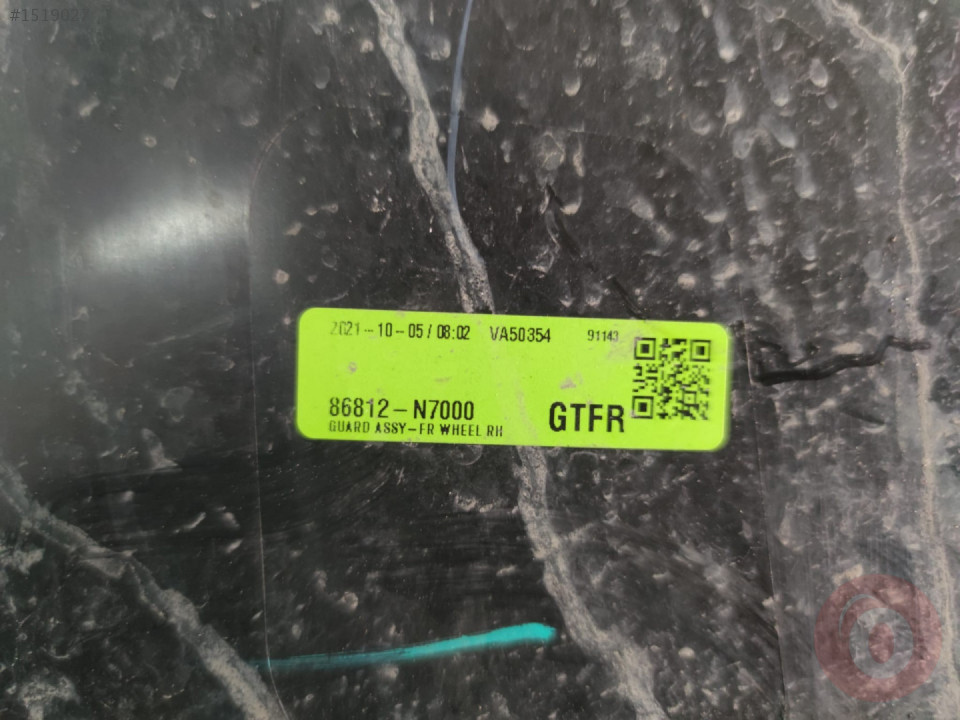 2021-10-05 / 08:02 VA50354 91143
86812-N7000
GUARD ASSY-FR WHEEL RH
GTFR